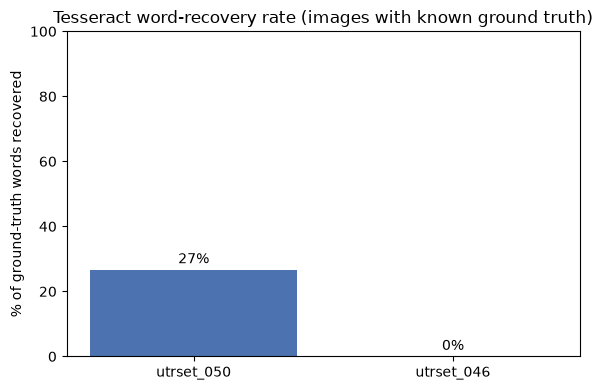 Tesseract word-recovery rate (images with known ground truth)
% of ground-truth words recovered
100
80
60
40
20
0
27%
0%
utrset_050
utrset_046